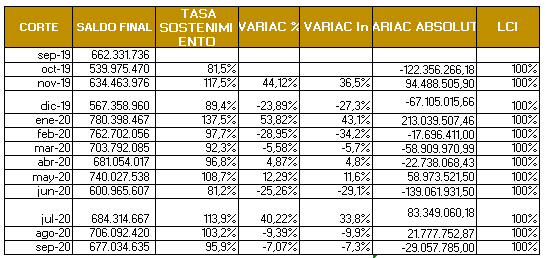 CORTE SALDO FINAL TASA SOSTENIMI ENTO VARIAC % VARIAC ln ARIAC ABSOLUT LCI
sep-19 662.331.736
oct-19 539.975.470 81,5% -122.356.266,18 100%
nov-19 634.463.976 117,5% 44,12% 36,5% 94.488.505,90 100%
dic-19 567.358.960 89,4% -23,89% -27,3% -67.105.015,66 100%
ene-20 780.398.467 137,5% 53,82% 43,1% 213.039.507,46 100%
feb-20 762.702.056 97,7% -28,95% -34,2% -17.696.411,00 100%
mar-20 703.792.085 92,3% -5,58% -5,7% -58.909.970,99 100%
abr-20 681.054.017 96,8% 4,87% 4,8% -22.738.068,43 100%
may-20 740.027.538 108,7% 12,29% 11,6% 58.973.521,50 100%
jun-20 600.965.607 81,2% -25,26% -29,1% -139.061.931,50 100%
jul-20 684.314.667 113,9% 40,22% 33,8% 83.349.060,18 100%
ago-20 706.092.420 103,2% -9,39% -9,9% 21.777.752,87 100%
sep-20 677.034.635 95,9% -7,07% -7,3% -29.057.785,00 100%